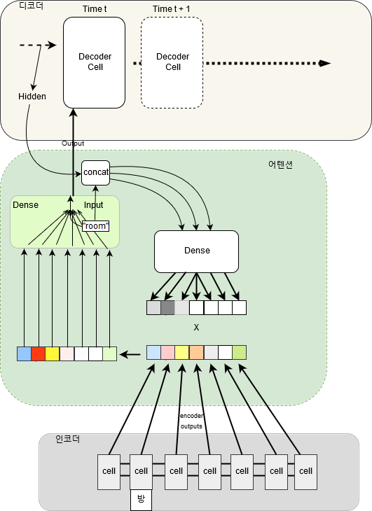 디코더
Time t
Time t + 1
Decoder
Cell
Decoder
Cell
Hidden
Output
어텐션
concat
Dense
Input
"room"
Dense
X
encoder
outputs
인코더
cell
cell
cell
cell
cell
cell
cell
방